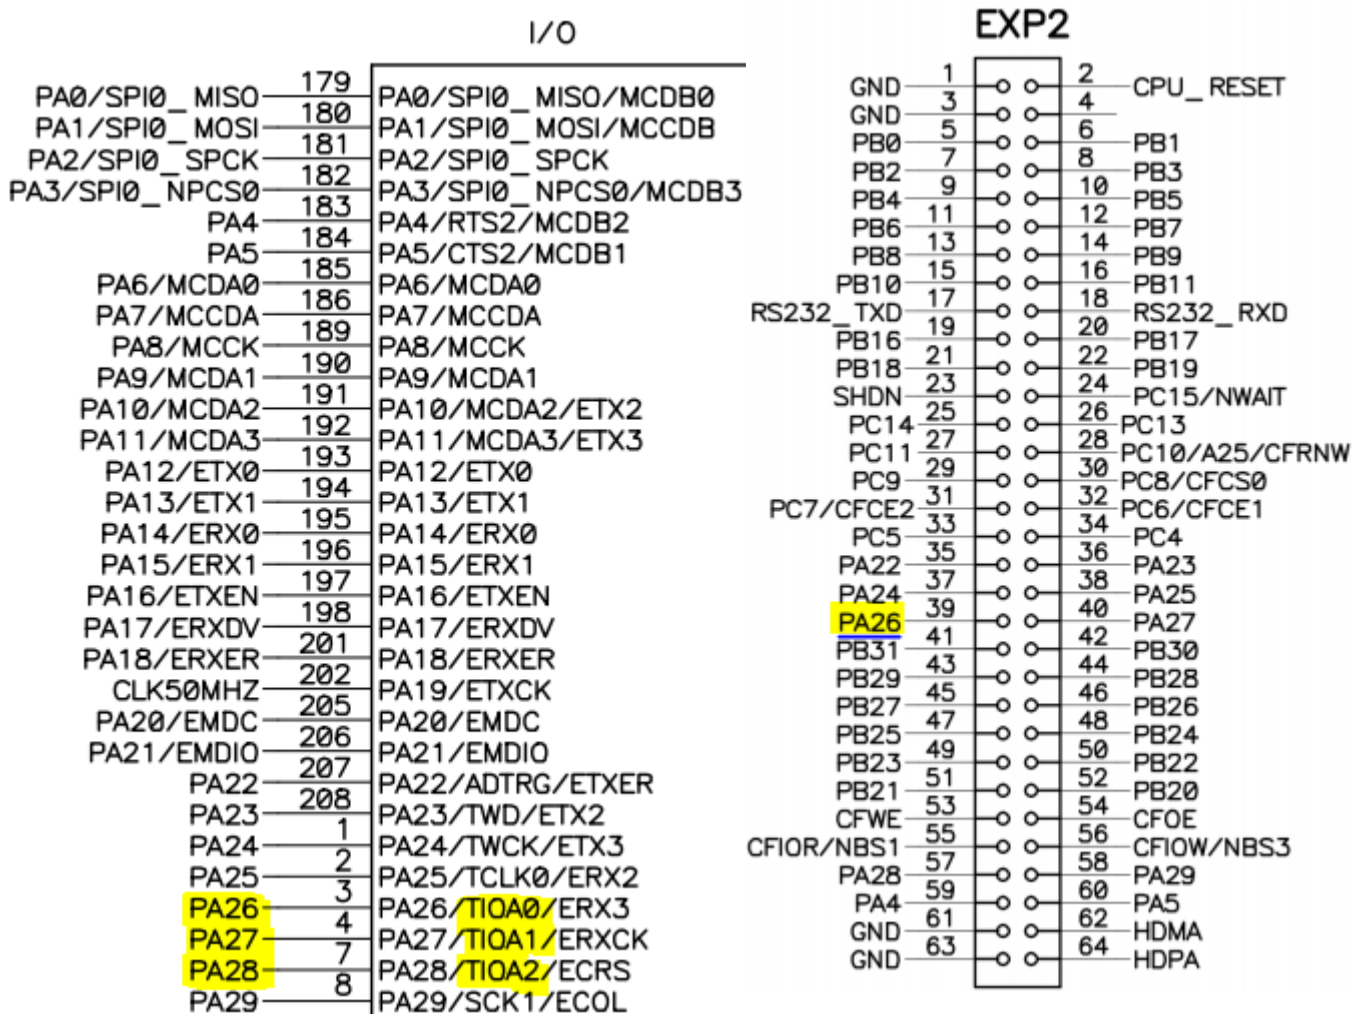 I/O
PA0/SPI0_MISO 179 PA0/SPI0_MISO/MCDB0
PA1/SPI0_MOSI 180 PA1/SPI0_MOSI/MCCDB
PA2/SPI0_SPCK 181 PA2/SPI0_SPCK
PA3/SPI0_NPCS0 182 PA3/SPI0_NPCS0/MCDB3
PA4 183 PA4/RTS2/MCDB2
PA5 184 PA5/CTS2/MCDB1
PA6/MCDA0 185 PA6/MCDA0
PA7/MCCDA 186 PA7/MCCDA
PA8/MCCK 189 PA8/MCCK
PA9/MCDA1 190 PA9/MCDA1
PA10/MCDA2 191 PA10/MCDA2/ETX2
PA11/MCDA3 192 PA11/MCDA3/ETX3
PA12/ETX0 193 PA12/ETX0
PA13/ETX1 194 PA13/ETX1
PA14/ERX0 195 PA14/ERX0
PA15/ERX1 196 PA15/ERX1
PA16/ETXEN 197 PA16/ETXEN
PA17/ERXDV 198 PA17/ERXDV
PA18/ERXER 201 PA18/ERXER
CLK50MHZ 202 PA19/ETXCK
PA20/EMDC 205 PA20/EMDC
PA21/EMDIO 206 PA21/EMDIO
PA22 207 PA22/ADTRG/ETXER
PA23 208 PA23/TWD/ETX2
PA24 1 PA24/TWCK/ETX3
PA25 2 PA25/TCLK0/ERX2
PA26 3 PA26/TIOA0/ERX3
PA27 4 PA27/TIOA1/ERXCK
PA28 7 PA28/TIOA2/ECRS
PA29 8 PA29/SCK1/ECOL
EXP2
GND 1 2 CPU_RESET
GND 3 4
PB0 5 6 PB1
PB2 7 8 PB3
PB4 9 10 PB5
PB6 11 12 PB7
PB8 13 14 PB9
PB10 15 16 PB11
RS232_TXD 17 18 RS232_RXD
PB16 19 20 PB17
PB18 21 22 PB19
SHDN 23 24 PC15/NWAIT
PC14 25 26 PC13
PC11 27 28 PC10/A25/CFRNW
PC9 29 30 PC8/CFCS0
PC7/CFCE2 31 32 PC6/CFCE1
PC5 33 34 PC4
PA22 35 36 PA23
PA24 37 38 PA25
PA26 39 40 PA27
PB31 41 42 PB30
PB29 43 44 PB28
PB27 45 46 PB26
PB25 47 48 PB24
PB23 49 50 PB22
PB21 51 52 PB20
CFWE 53 54 CFOE
CFIOR/NBS1 55 56 CFIOW/NBS3
PA28 57 58 PA29
PA4 59 60 PA5
GND 61 62 HDMA
GND 63 64 HDPA